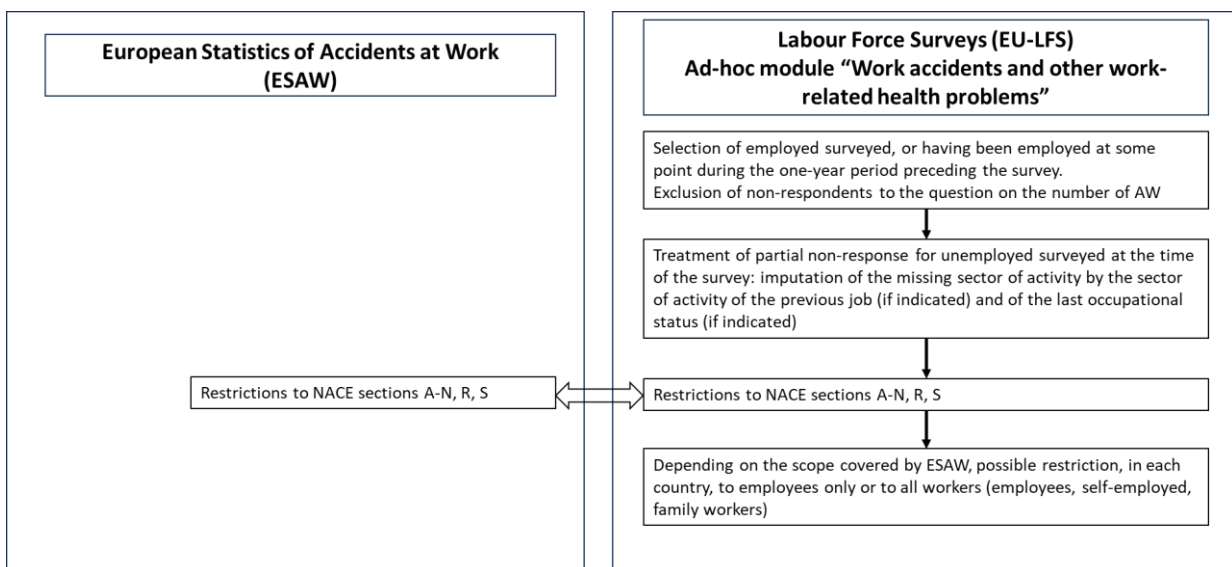 European Statistics of Accidents at Work
(ESAW)
Restrictions to NACE sections A-N, R, S
Labour Force Surveys (EU-LFS)
Ad-hoc module “Work accidents and other work-
related health problems”
Selection of employed surveyed, or having been employed at some
point during the one-year period preceding the survey.
Exclusion of non-respondents to the question on the number of AW
Treatment of partial non-response for unemployed surveyed at the time
of the survey: imputation of the missing sector of activity by the sector
of activity of the previous job (if indicated) and of the last occupational
status (if indicated)
Restrictions to NACE sections A-N, R, S
Depending on the scope covered by ESAW, possible restriction, in each
country, to employees only or to all workers (employees, self-employed,
family workers)